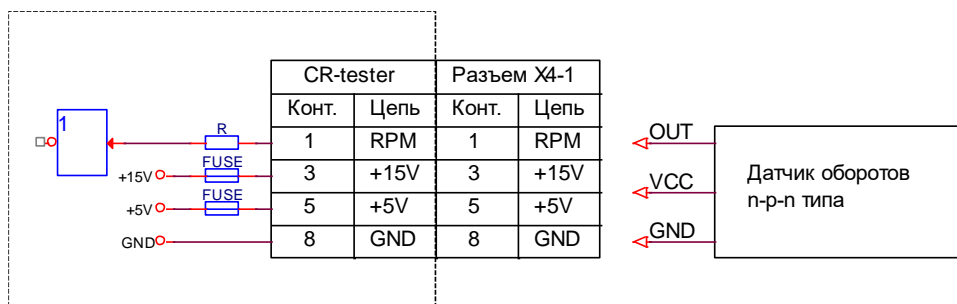 CR-tester Разъем X4-1
Конт. Цепь Конт. Цепь
1 R 1 RPM 1 RPM OUT
FUSE
+15V 3 +15V 3 +15V VCC
FUSE
+5V 5 +5V 5 +5V
GND 8 GND 8 GND GND
Датчик оборотов
n-p-n типа